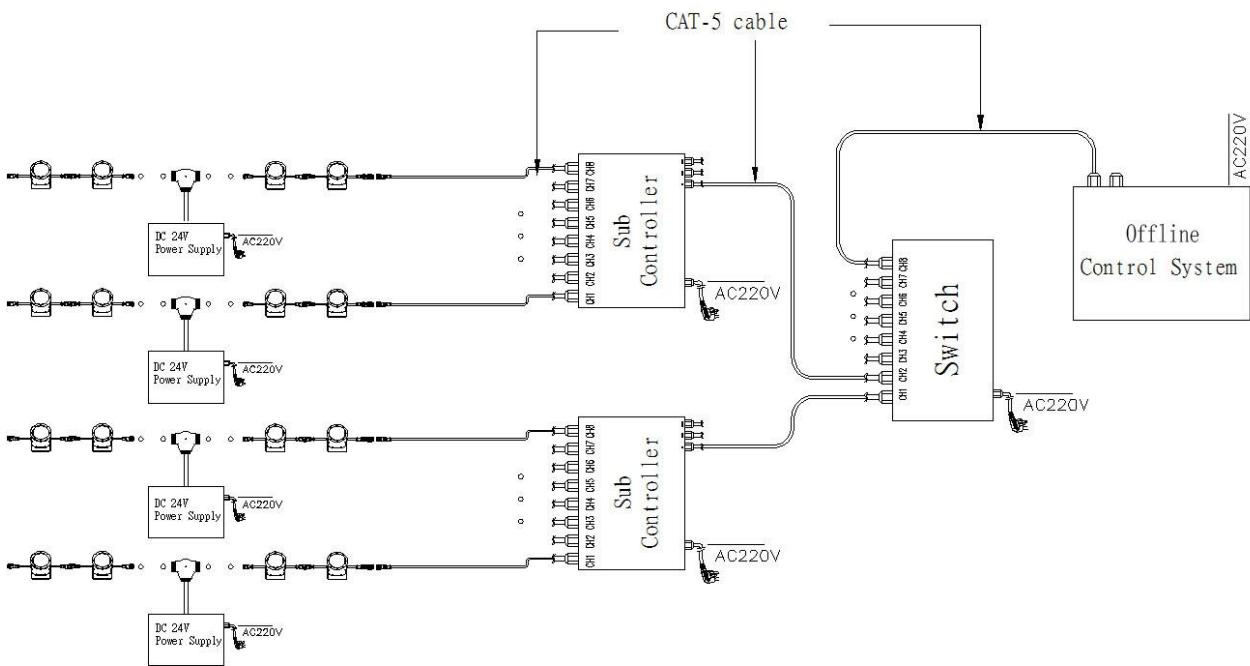 CAT-5 cable
AC220V
Offline
Control System
CH8
CH7
CH6
CH5
CH4
CH3
CH2
CH1
Sub
Controller
AC220V
DC 24V
Power Supply
AC220V
DC 24V
Power Supply
AC220V
CH8
CH7
CH6
CH5
CH4
CH3
CH2
CH1
Switch
AC220V
CH8
CH7
CH6
CH5
CH4
CH3
CH2
CH1
Sub
Controller
AC220V
DC 24V
Power Supply
AC220V
DC 24V
Power Supply
AC220V